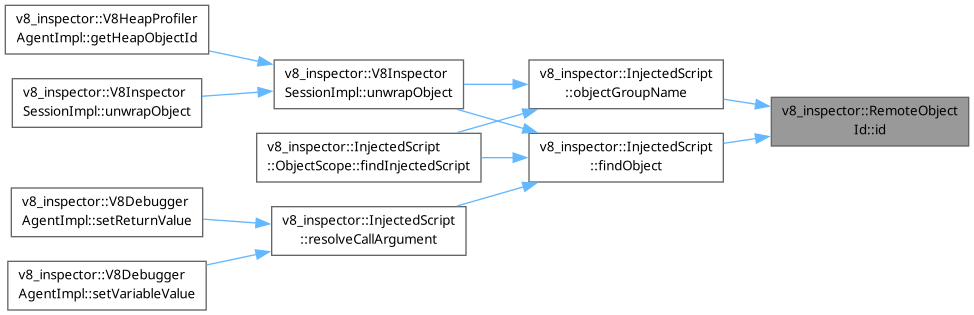 v8_inspector::V8HeapProfiler
AgentImpl::getHeapObjectId
v8_inspector::V8Inspector
SessionImpl::unwrapObject
v8_inspector::V8Inspector
SessionImpl::unwrapObject
v8_inspector::InjectedScript
::objectGroupName
v8_inspector::RemoteObject
Id::id
v8_inspector::InjectedScript
::ObjectScope::findInjectedScript
v8_inspector::InjectedScript
::findObject
v8_inspector::V8Debugger
AgentImpl::setReturnValue
v8_inspector::InjectedScript
::resolveCallArgument
v8_inspector::V8Debugger
AgentImpl::setVariableValue